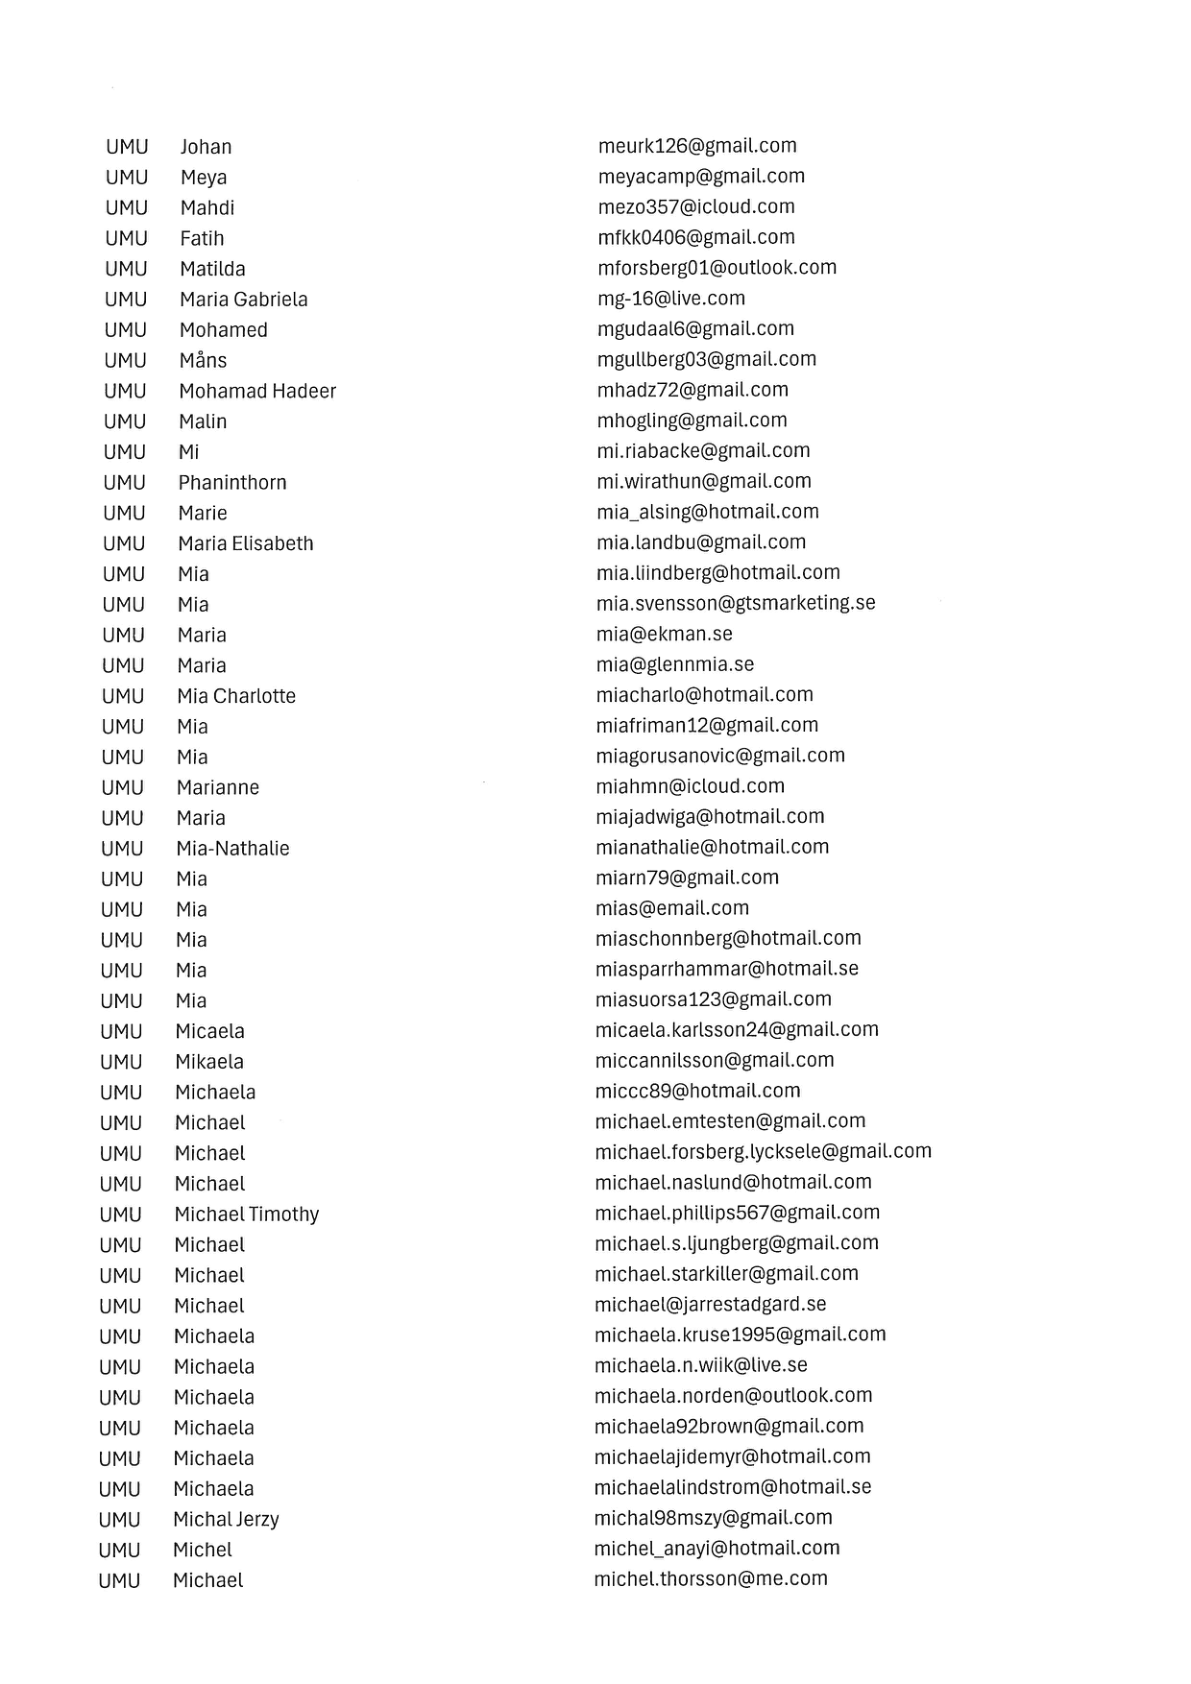 UMU Johan meurk126@gmail.com
UMU Meya meyacamp@gmail.com
UMU Mahdi mezo357@icloud.com
UMU Fatih mfkk0406@gmail.com
UMU Matilda mforsberg01@outlook.com
UMU Maria Gabriela mg-16@live.com
UMU Mohamed mgudaal6@gmail.com
UMU Måns mgullberg03@gmail.com
UMU Mohamad Hadeer mhadz72@gmail.com
UMU Malin mhogling@gmail.com
UMU Mi mi.riabacke@gmail.com
UMU Phaninthorn mi.wirathun@gmail.com
UMU Marie mia_alsing@hotmail.com
UMU Maria Elisabeth mia.landbu@gmail.com
UMU Mia mia.liindberg@hotmail.com
UMU Mia mia.svensson@gtsmarketing.se
UMU Maria mia@ekman.se
UMU Maria mia@glennmia.se
UMU Mia Charlotte miacharlo@hotmail.com
UMU Mia miafriman12@gmail.com
UMU Mia miagorusanovic@gmail.com
UMU Marianne miahmn@icloud.com
UMU Maria miajadwiga@hotmail.com
UMU Mia-Nathalie mianathalie@hotmail.com
UMU Mia miarn79@gmail.com
UMU Mia mias@email.com
UMU Mia miaschonnberg@hotmail.com
UMU Mia miasparrhammar@hotmail.se
UMU Mia miasuorsa123@gmail.com
UMU Micaela micaela.karlsson24@gmail.com
UMU Mikaela miccannilsson@gmail.com
UMU Michaela miccc89@hotmail.com
UMU Michael michael.emtesten@gmail.com
UMU Michael michael.forsberg.lycksele@gmail.com
UMU Michael michael.naslund@hotmail.com
UMU Michael Timothy michael.phillips567@gmail.com
UMU Michael michael.s.ljungberg@gmail.com
UMU Michael michael.starkiller@gmail.com
UMU Michael michael@jarrestadgard.se
UMU Michaela michaela.kruse1995@gmail.com
UMU Michaela michaela.n.wiik@live.se
UMU Michaela michaela.norden@outlook.com
UMU Michaela michaela92brown@gmail.com
UMU Michaela michaelajidemyr@hotmail.com
UMU Michaela michaelalindstrom@hotmail.se
UMU Michal Jerzy michal98mszy@gmail.com
UMU Michel michel_anayi@hotmail.com
UMU Michael michel.thorsson@me.com